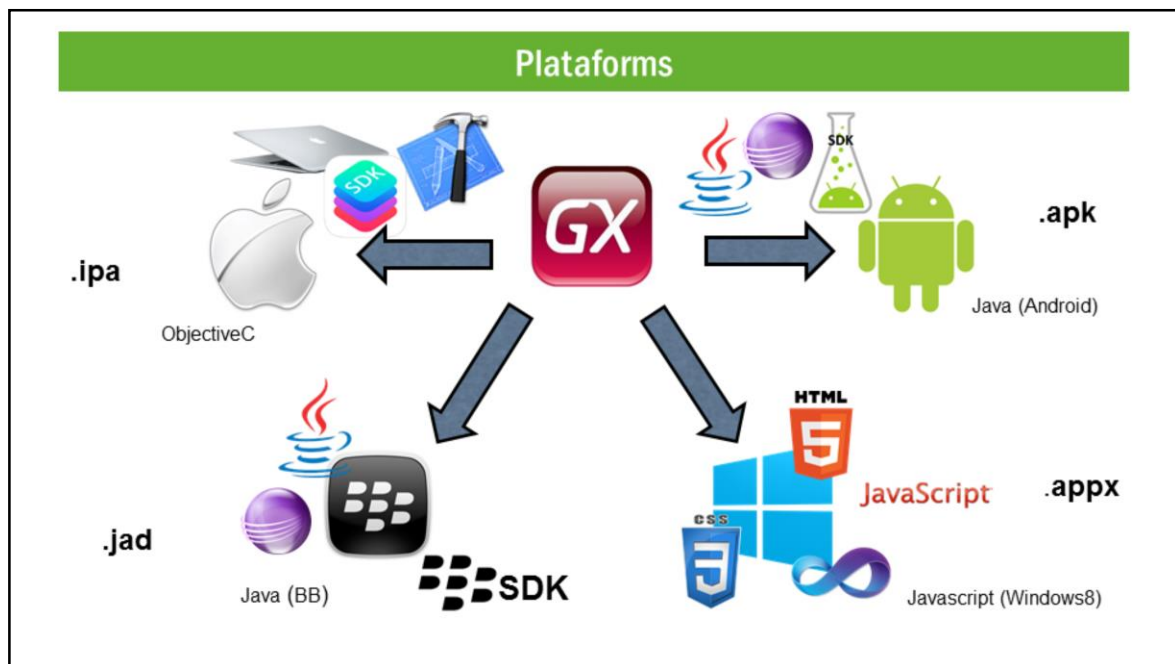 Plataforms
SDK
SDK
GX
.apk
.ipa
Java (Android)
ObjectiveC
HTML
5
JavaScript
.appx
CSS
3
.jad
SDK
Java (BB)
Javascript (Windows8)